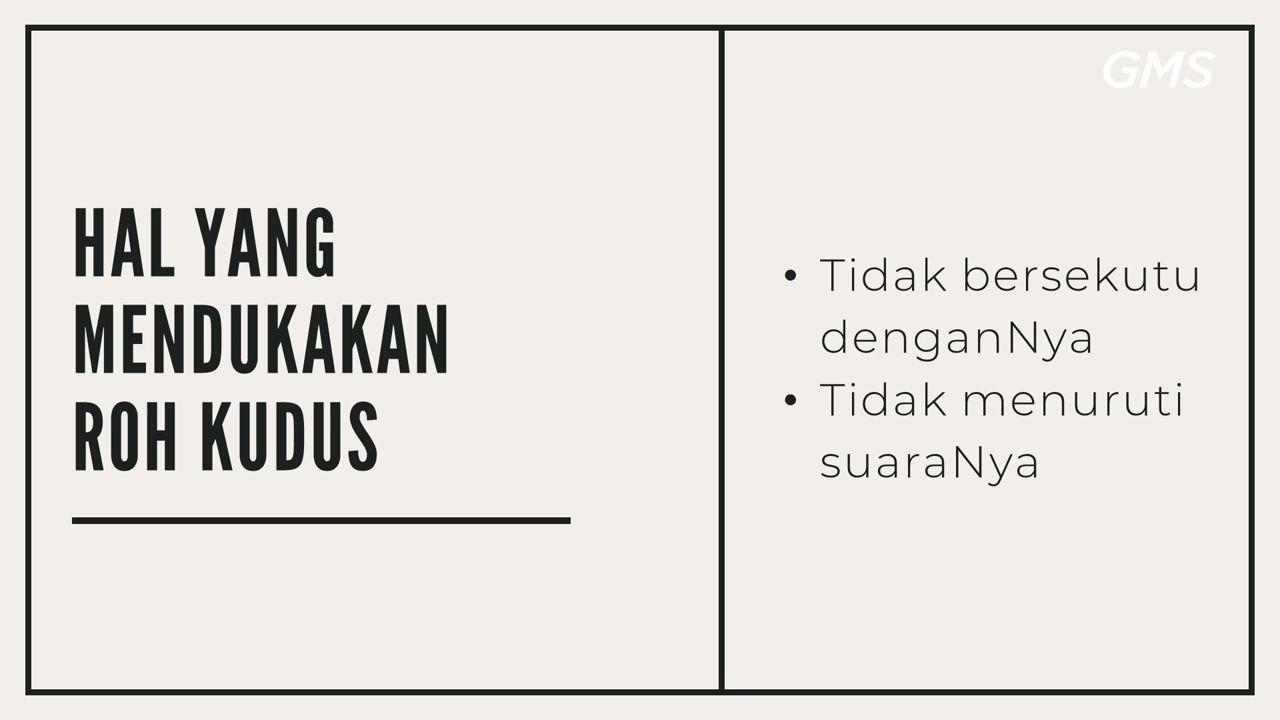 GMS
HAL YANG
MENDUKAKAN
ROH KUDUS
• Tidak bersekutu
denganNya
• Tidak menuruti
suaraNya